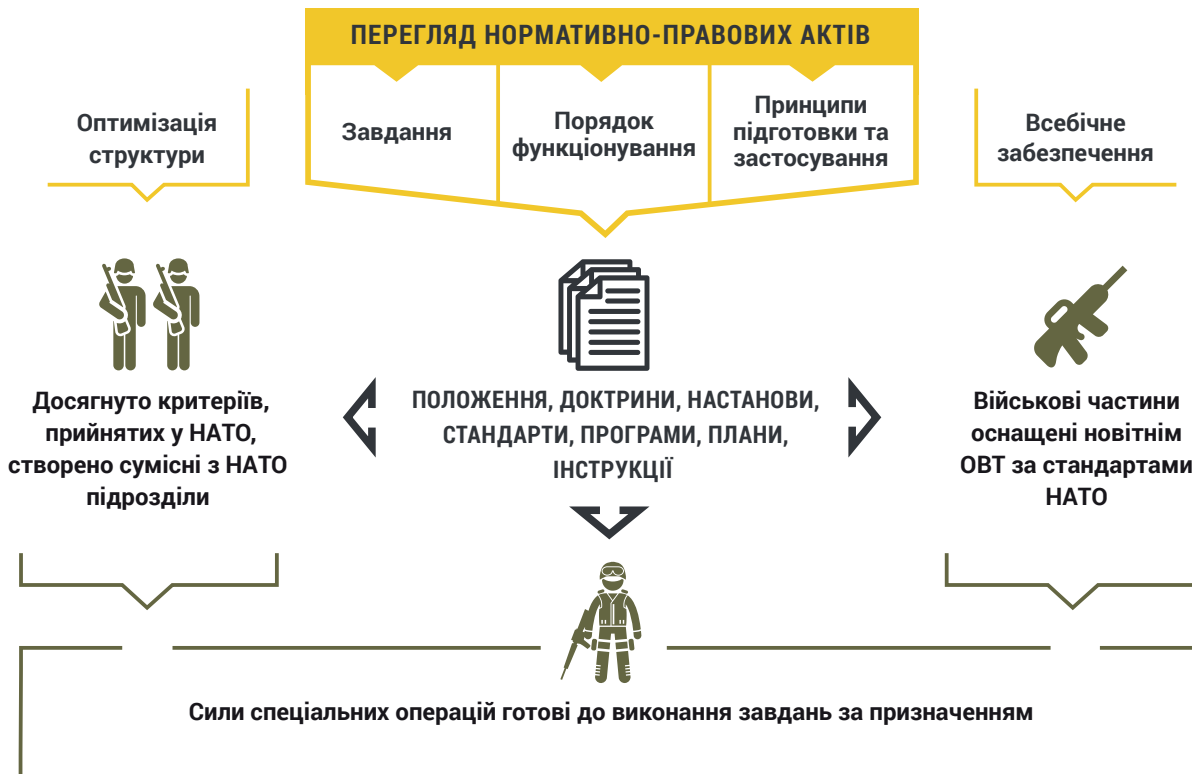 ПЕРЕГЛЯД НОРМАТИВНО-ПРАВОВИХ АКТІВ
Оптимізація
структури
Завдання
Порядок
функціонування
Принципи
підготовки та
застосування
Всебічне
забезпечення
Досягнуто критеріїв,
прийнятих у НАТО,
створено сумісні з НАТО
підрозділи
ПОЛОЖЕННЯ, ДОКТРИНИ, НАСТАНОВИ,
СТАНДАРТИ, ПРОГРАМИ, ПЛАНИ,
ІНСТРУКЦІЇ
Військові частини
оснащені новітнім
ОВТ за стандартами
НАТО
Сили спеціальних операцій готові до виконання завдань за призначенням